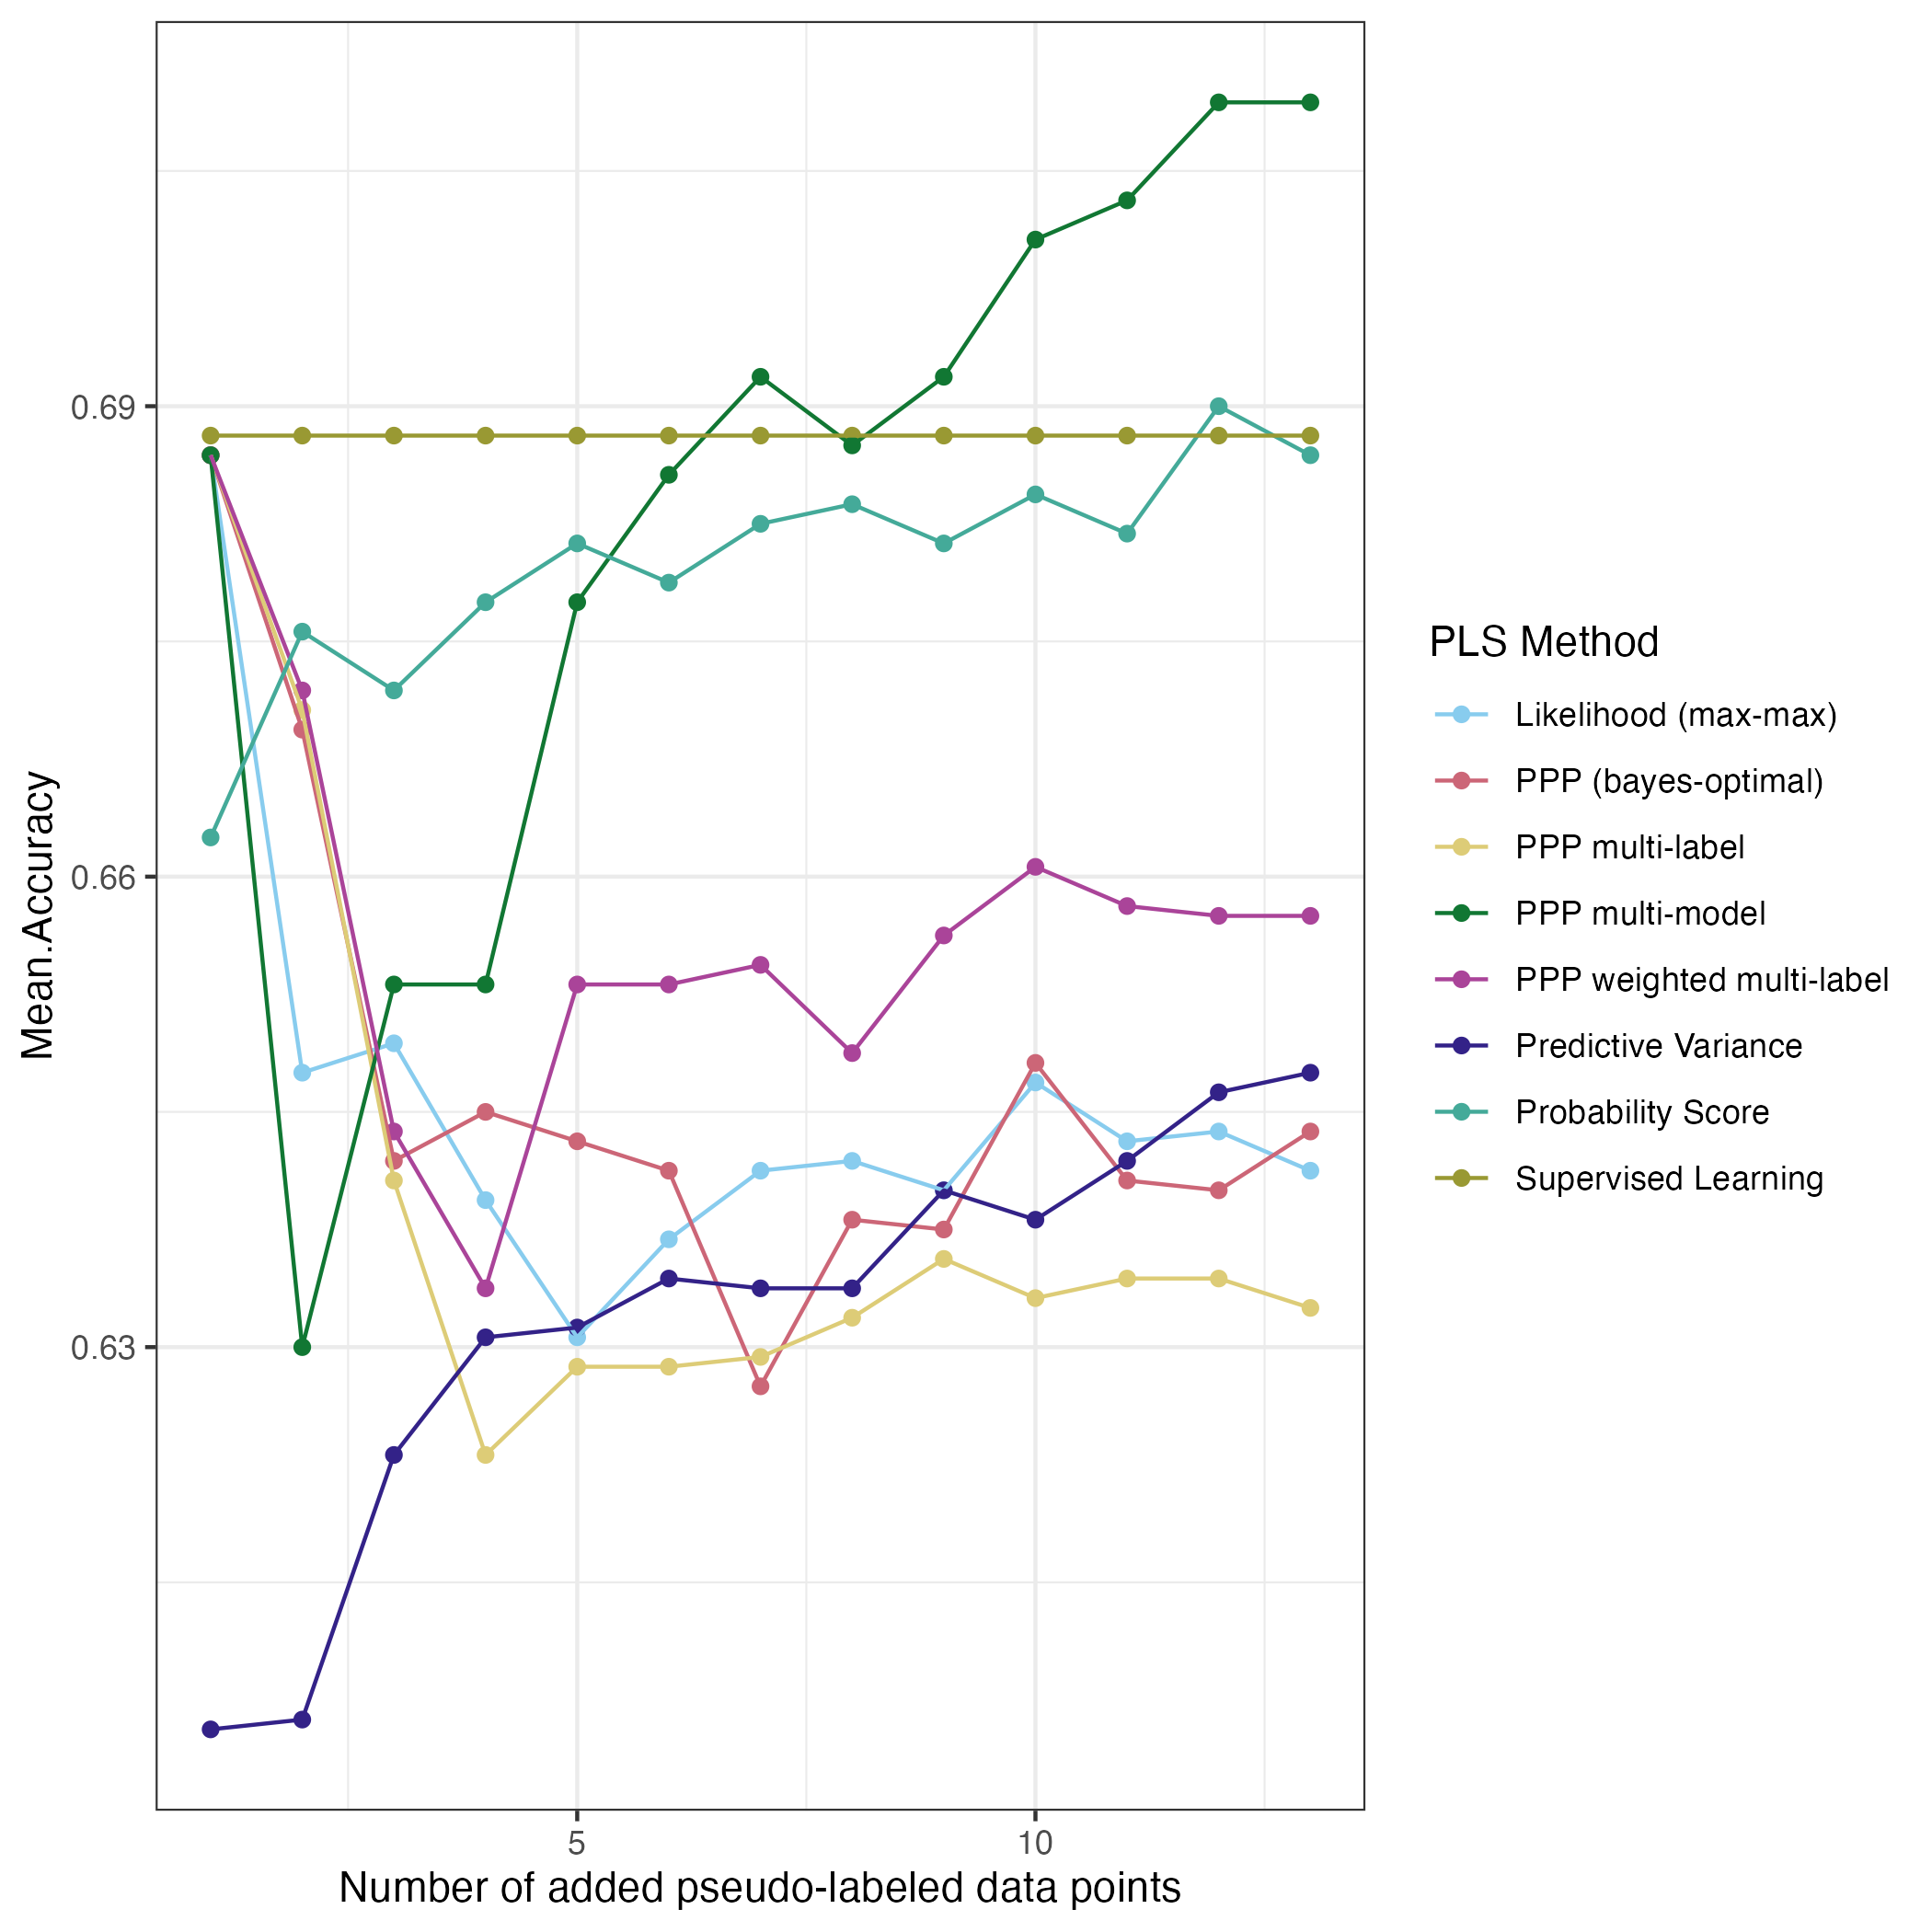 Mean.Accuracy
0.69
0.66
0.63
5
10
Number of added pseudo-labeled data points
PLS Method
Likelihood (max-max)
PPP (bayes-optimal)
PPP multi-label
PPP multi-model
PPP weighted multi-label
Predictive Variance
Probability Score
Supervised Learning